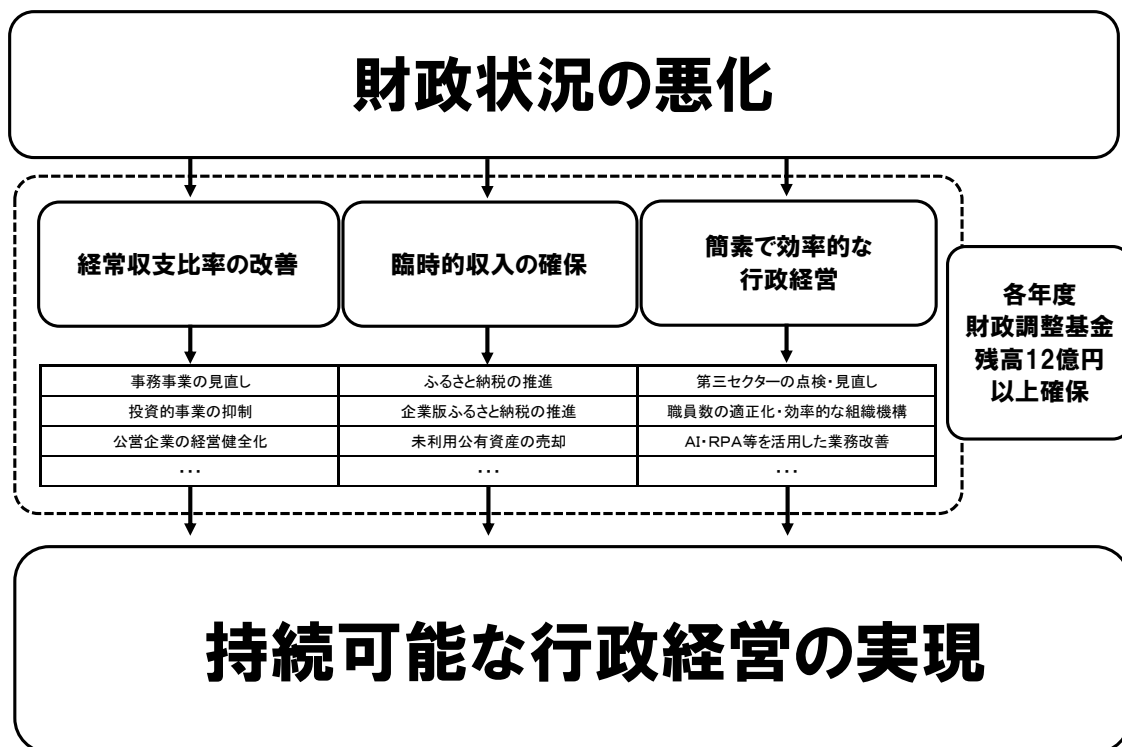 財政状況の悪化
経常収支比率の改善
臨時的収入の確保
簡素で効率的な
行政経営
各年度
財政調整基金
残高12億円
以上確保
事務事業の見直し
ふるさと納税の推進
第三セクターの点検・見直し
投資的事業の抑制
企業版ふるさと納税の推進
職員数の適正化・効率的な組織機構
公営企業の経営健全化
未利用公有資産の売却
AI・RPA等を活用した業務改善
・・・
・・・
・・・
持続可能な行政経営の実現